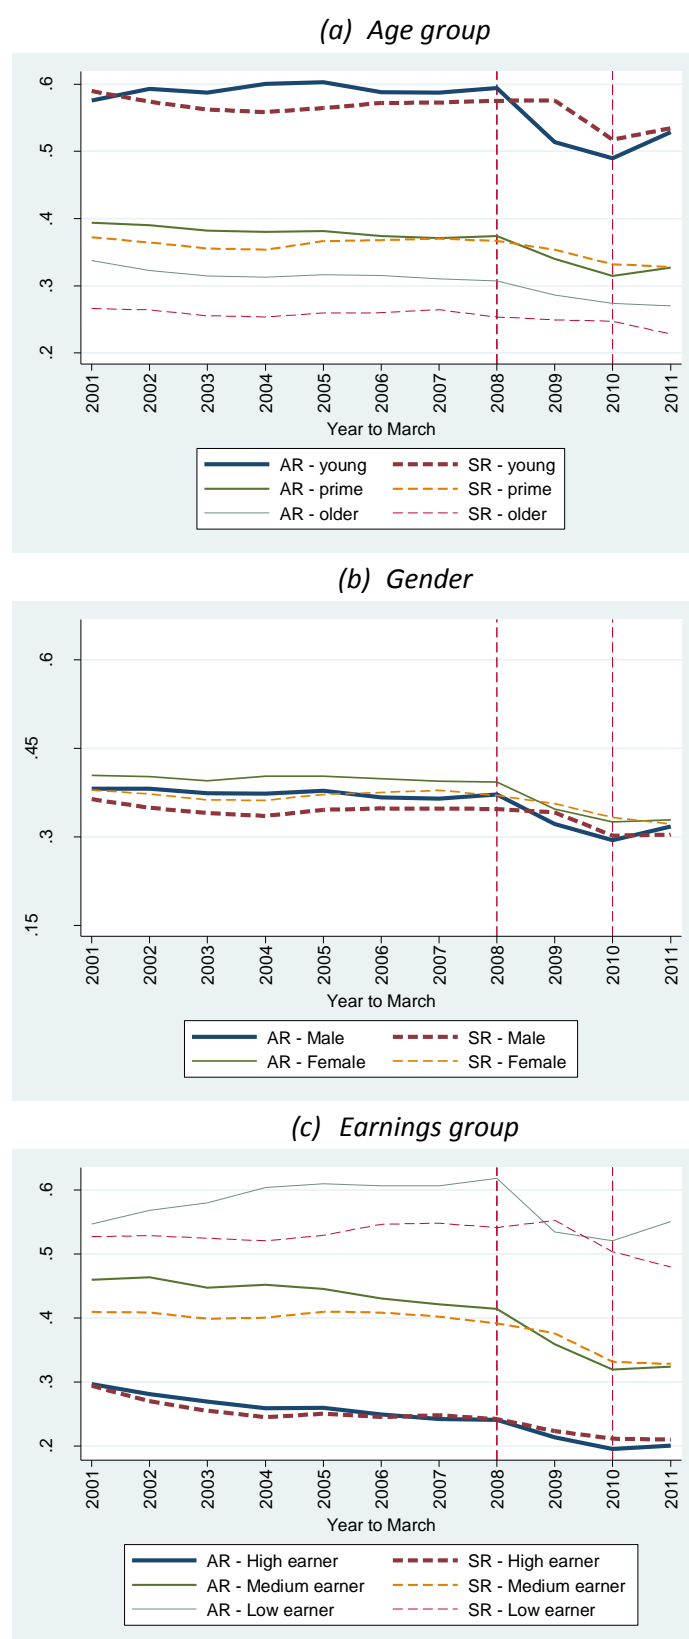 (a) Age group
.6
.5
.4
.3
.2
2001 2002 2003 2004 2005 2006 2007 2008 2009 2010 2011
Year to March
AR - young SR - young
AR - prime SR - prime
AR - older SR - older
(b) Gender
.6
.45
.3
.15
2001 2002 2003 2004 2005 2006 2007 2008 2009 2010 2011
Year to March
AR - Male SR - Male
AR - Female SR - Female
(c) Earnings group
.6
.5
.4
.3
.2
2001 2002 2003 2004 2005 2006 2007 2008 2009 2010 2011
Year to March
AR - High earner SR - High earner
AR - Medium earner SR - Medium earner
AR - Low earner SR - Low earner